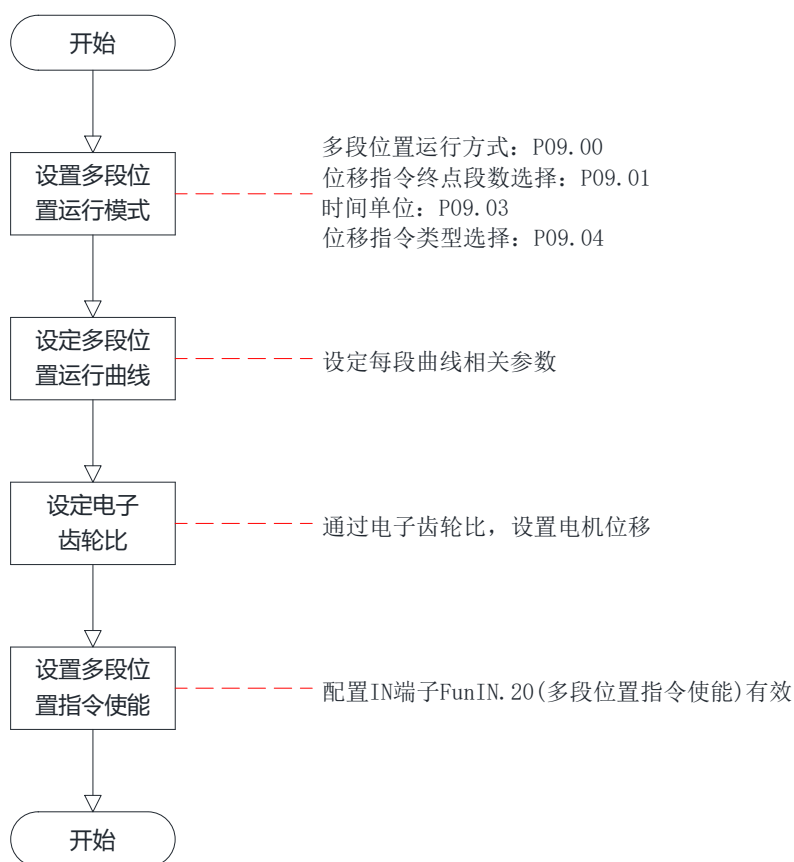 开始
设置多段位
置运行模式
多段位置运行方式：P09.00
位移指令终点段数选择：P09.01
时间单位：P09.03
位移指令类型选择：P09.04
设定多段位
置运行曲线
设定每段曲线相关参数
设定电子
齿轮比
通过电子齿轮比，设置电机位移
设置多段位
置指令使能
配置IN端子FunIN.20(多段位置指令使能)有效
开始